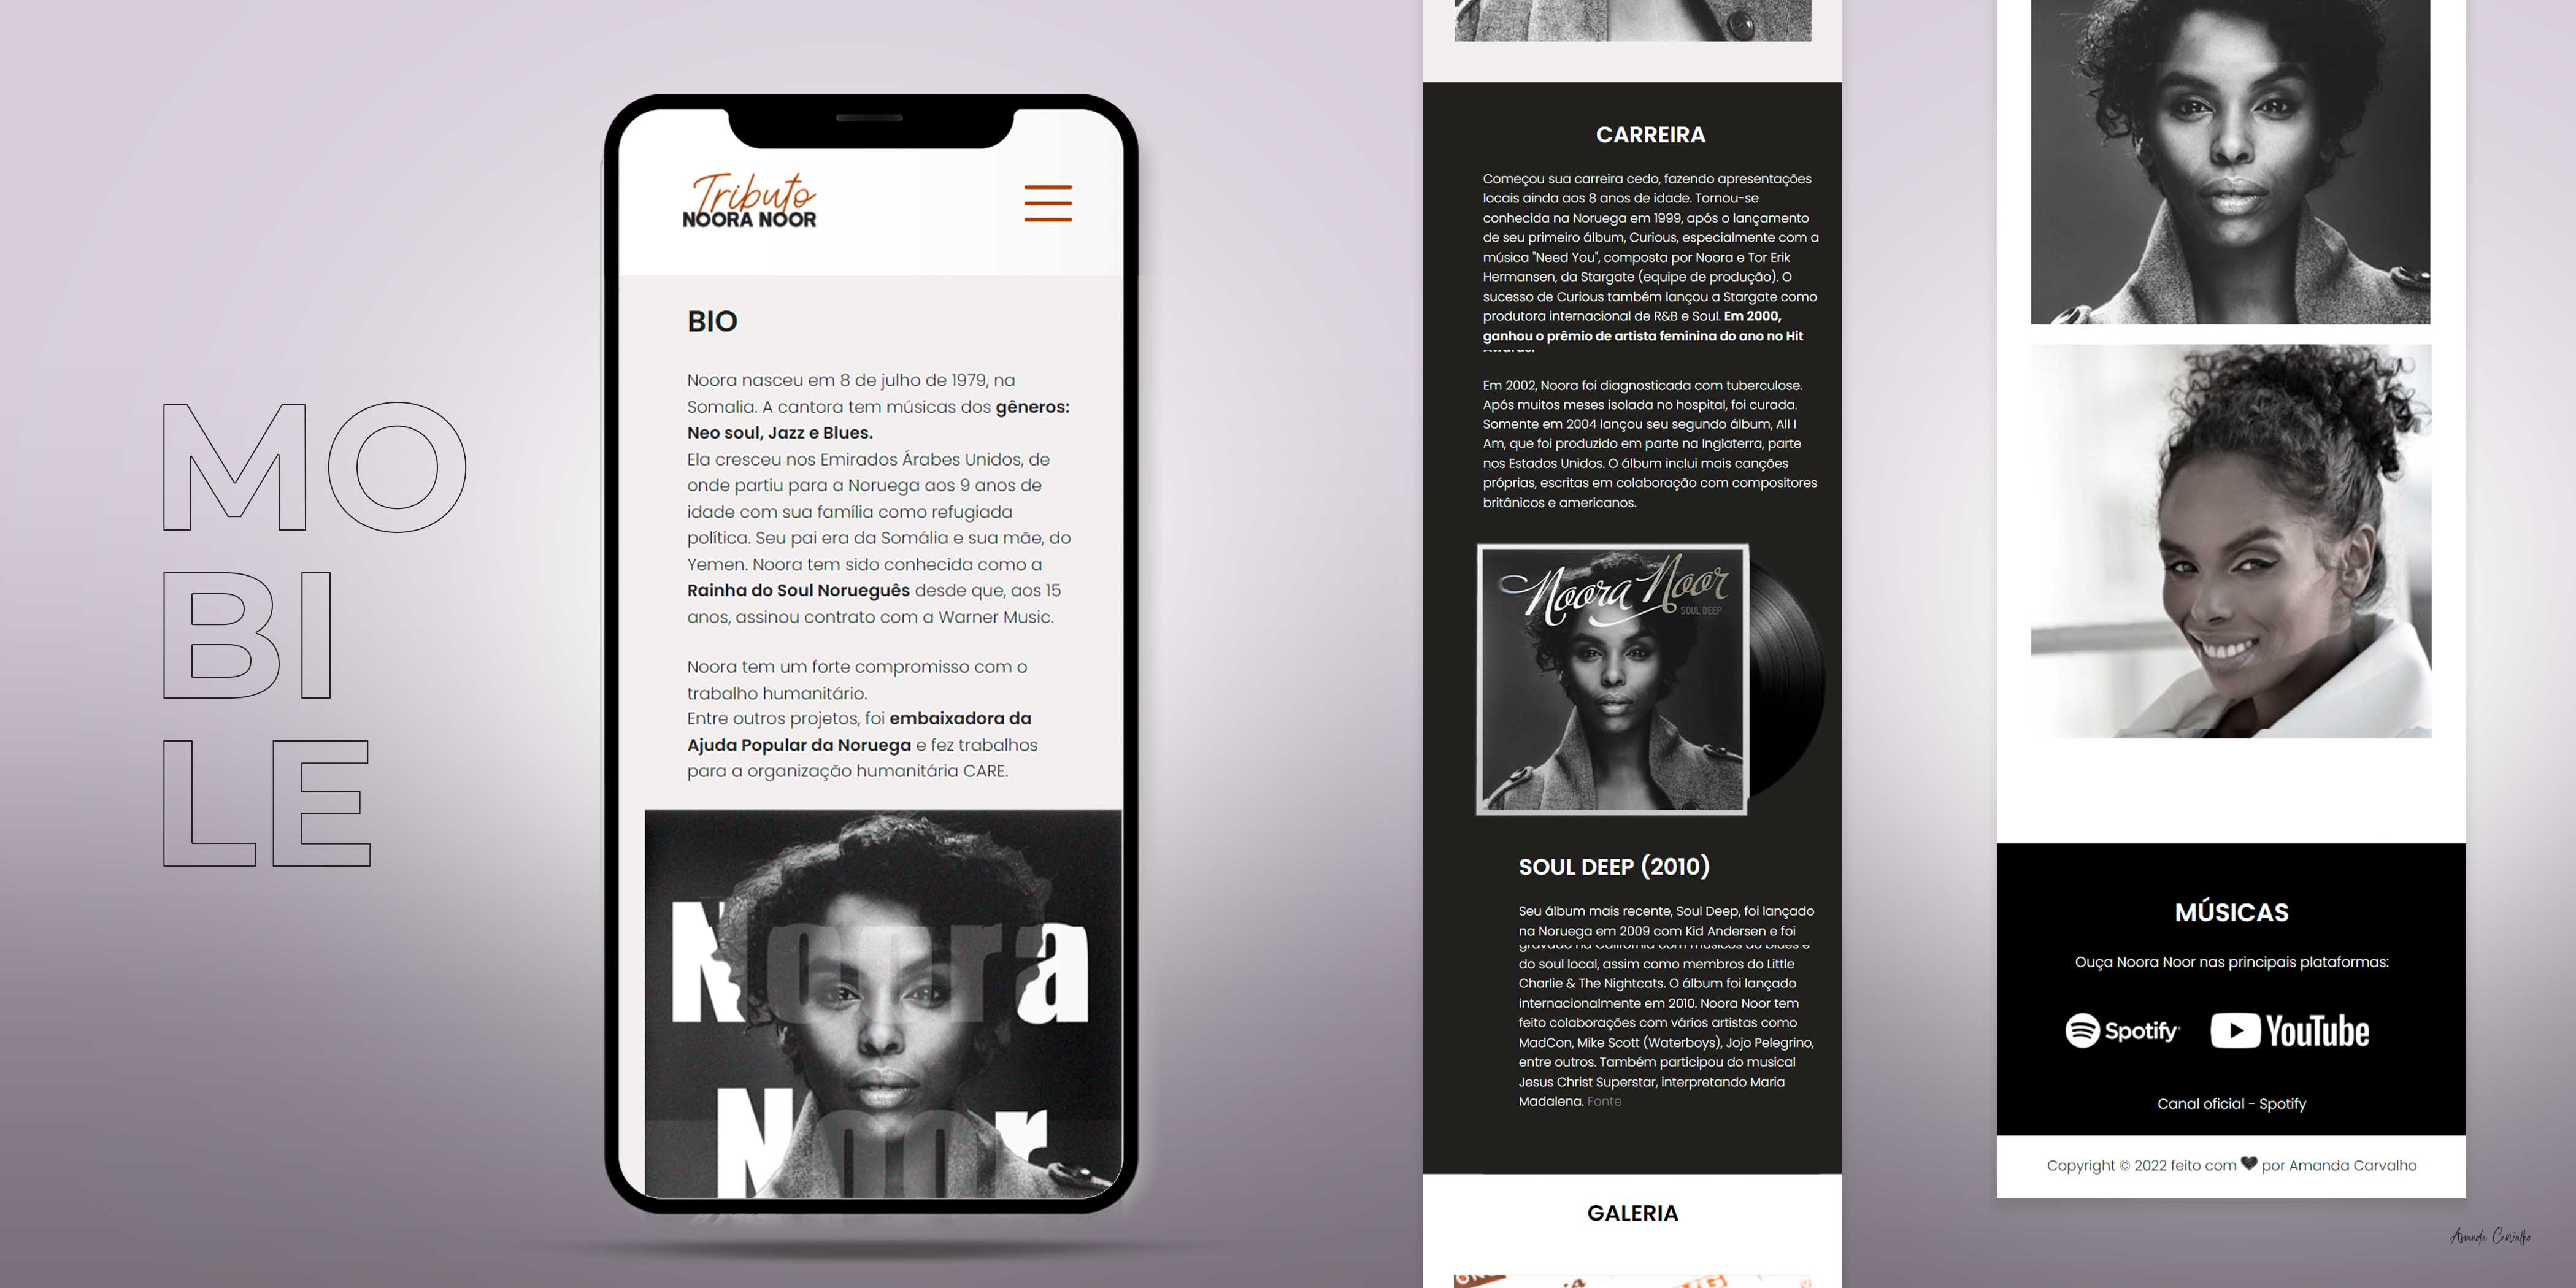 MO
BI
LE
Tributo
NOORA NOOR
BIO
Noora nasceu em 8 de julho de 1979, na
Somalia. A cantora tem músicas dos gêneros:
Neo soul, Jazz e Blues.
Ela cresceu nos Emirados Árabes Unidos, de
onde partiu para a Noruega aos 9 anos de
idade com sua família como refugiada
política. Seu pai era da Somália e sua mãe, do
Yemen. Noora tem sido conhecida como a
Rainha do Soul Norueguês desde que, aos 15
anos, assinou contrato com a Warner Music.
Noora tem um forte compromisso com o
trabalho humanitário.
Entre outros projetos, foi embaixadora da
Ajuda Popular da Noruega e fez trabalhos
para a organização humanitária CARE.
Noora
Noor
CARREIRA
Começou sua carreira cedo, fazendo apresentações
locais ainda aos 8 anos de idade. Tornou-se
conhecida na Noruega em 1999, após o lançamento
de seu primeiro álbum, Curious, especialmente com a
música "Need You", composta por Noora e Tor Erik
Hermansen, da Stargate (equipe de produção). O
sucesso de Curious também lançou a Stargate como
produtora internacional de R&B e Soul. Em 2000,
ganhou o prêmio de artista feminina do ano no Hit
Em 2002, Noora foi diagnosticada com tuberculose.
Após muitos meses isolada no hospital, foi curada.
Somente em 2004 lançou seu segundo álbum, All I
Am, que foi produzido em parte na Inglaterra, parte
nos Estados Unidos. O álbum inclui mais canções
próprias, escritas em colaboração com compositores
britânicos e americanos.
Noora Noor
SOUL DEEP
SOUL DEEP (2010)
Seu álbum mais recente, Soul Deep, foi lançado
na Noruega em 2009 com Kid Andersen e foi
gravado na Califórnia com músicos do blues e
do soul local, assim como membros do Little
Charlie & The Nightcats. O álbum foi lançado
internacionalmente em 2010. Noora Noor tem
feito colaborações com vários artistas como
MadCon, Mike Scott (Waterboys), Jojo Pelegrino,
entre outros. Também participou do musical
Jesus Christ Superstar, interpretando Maria
Madalena. Fonte
GALERIA
MÚSICAS
Ouça Noora Noor nas principais plataformas:
Spotify YouTube
Canal oficial - Spotify
Copyright © 2022 feito com 🖤 por Amanda Carvalho
Amanda Carvalho